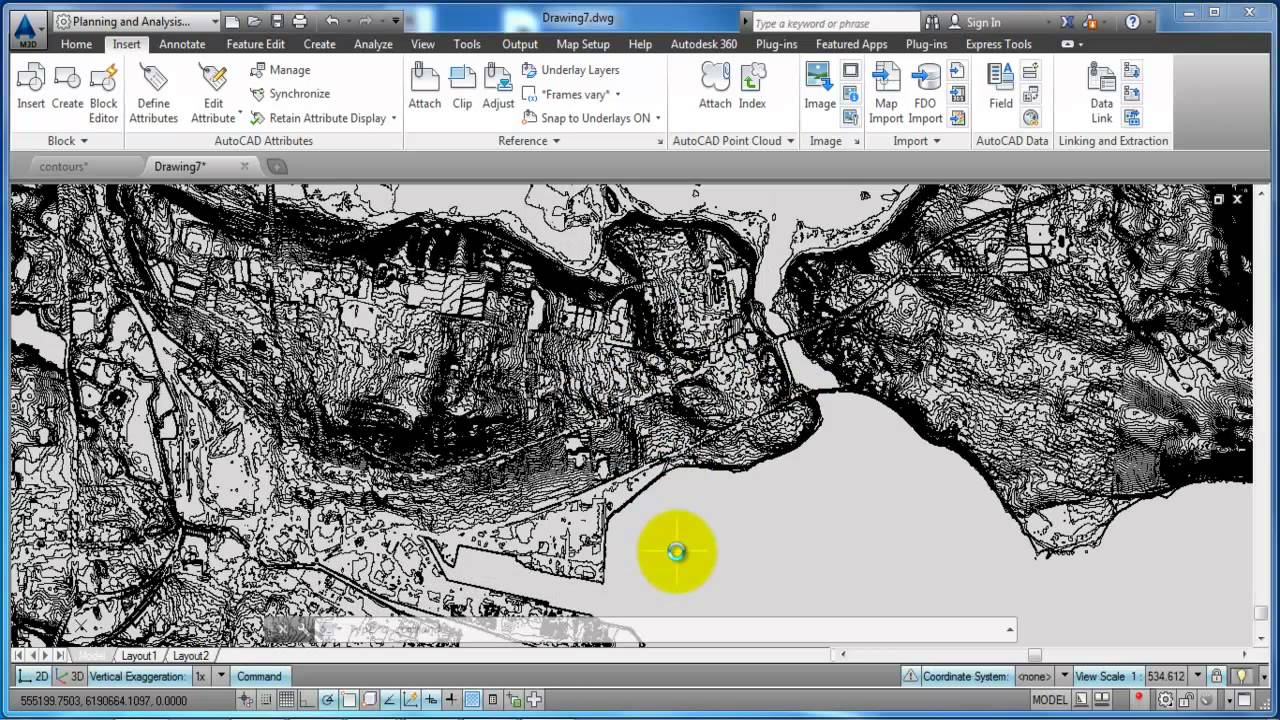 Planning and Analysis...
Drawing7.dwg
Type a keyword or phrase
Sign In
M3D
Home Insert Annotate Feature Edit Create Analyze View Tools Output Map Setup Help Autodesk 360 Plug-ins Featured Apps Plug-ins Express Tools
Insert
Create
Block Editor
Define Attributes
Edit Attribute
Manage
Synchronize
Retain Attribute Display
Attach
Clip
Adjust
Underlay Layers
*Frames vary*
Snap to Underlays ON
Attach
Index
Image
Map Import
FDO Import
Field
Data Link
Block
AutoCAD Attributes
Reference
AutoCAD Point Cloud
Image
Import
AutoCAD Data
Linking and Extraction
contours*
Drawing7*
Model
Layout1
Layout2
2D
3D
Vertical Exaggeration: 1x
Command
Coordinate System: <none>
View Scale 1 : 534.612
555199.7503, 6190664.1097, 0.0000
MODEL